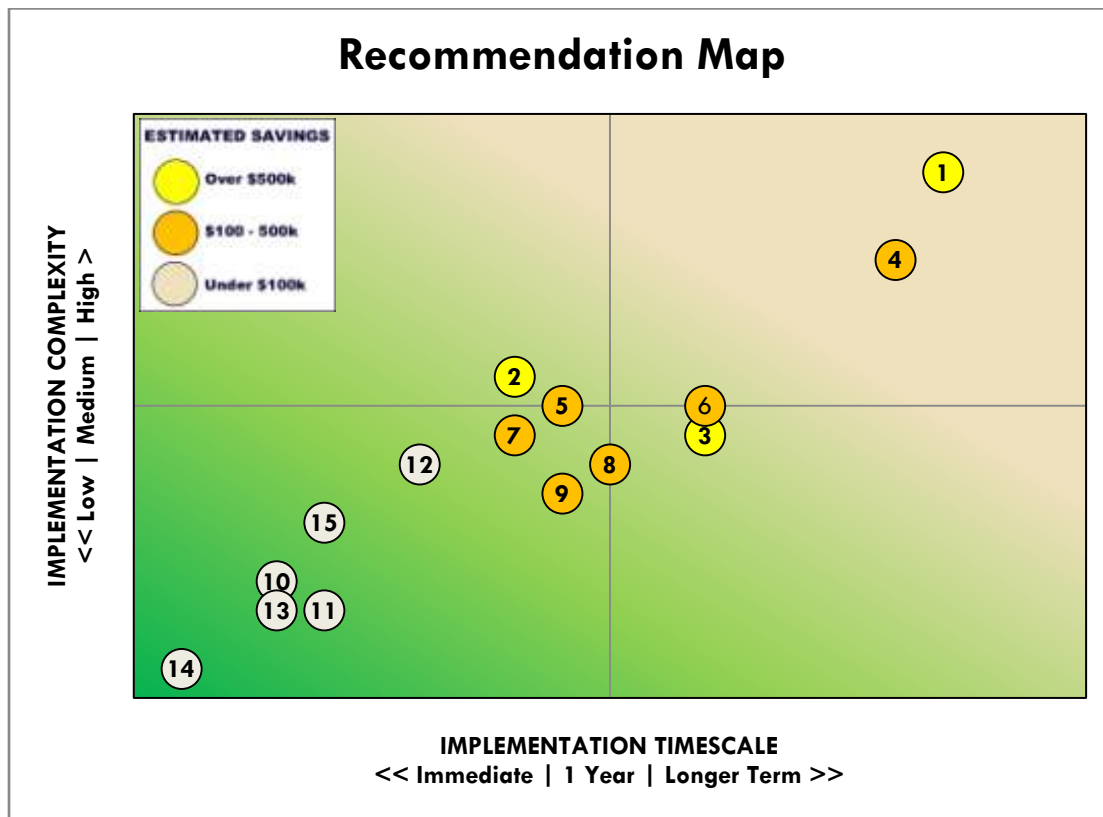 Recommendation Map
ESTIMATED SAVINGS
Over $500k
$100 - 500k
Under $100k
IMPLEMENTATION COMPLEXITY
<< Low | Medium | High >
1
4
2
5
6
7
3
12
8
9
15
10
13
11
14
IMPLEMENTATION TIMESCALE
<< Immediate | 1 Year | Longer Term >>